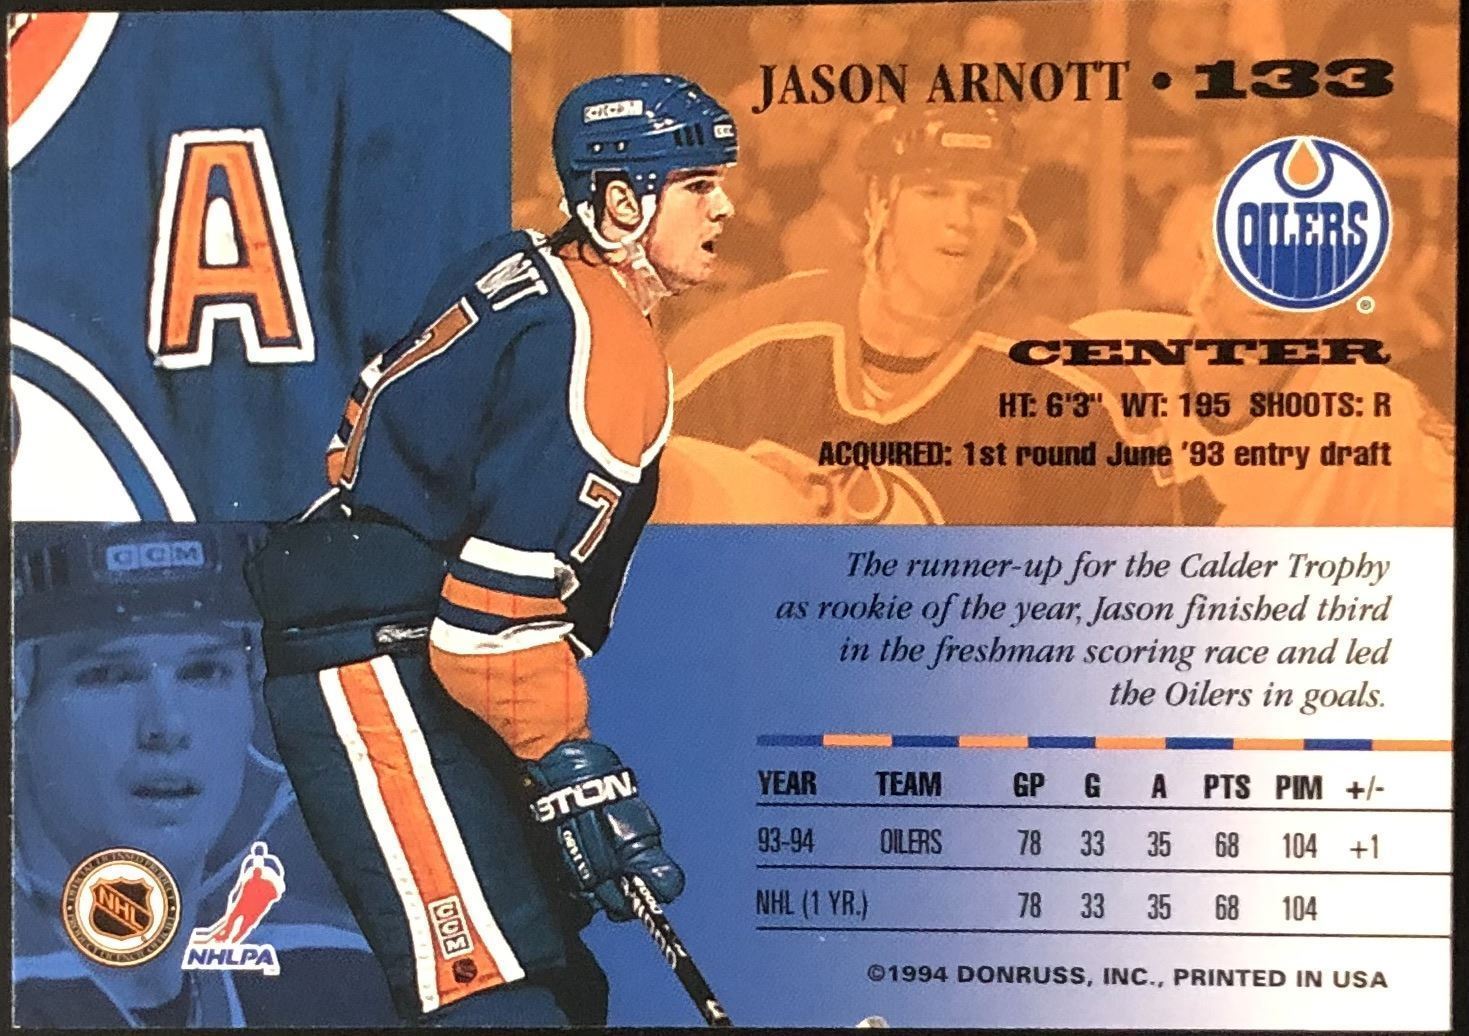 JASON ARNOTT • 133
OILERS
®
CENTER
HT: 6'3" WT: 195 SHOOTS: R
ACQUIRED: 1st round June '93 entry draft
The runner-up for the Calder Trophy
as rookie of the year, Jason finished third
in the freshman scoring race and led
the Oilers in goals.
YEAR TEAM GP G A PTS PIM +/-
93-94 OILERS 78 33 35 68 104 +1
NHL (1 YR.) 78 33 35 68 104
©1994 DONRUSS, INC., PRINTED IN USA
A
CCM
7
7
CCM
CCM
NHL
NHLPA